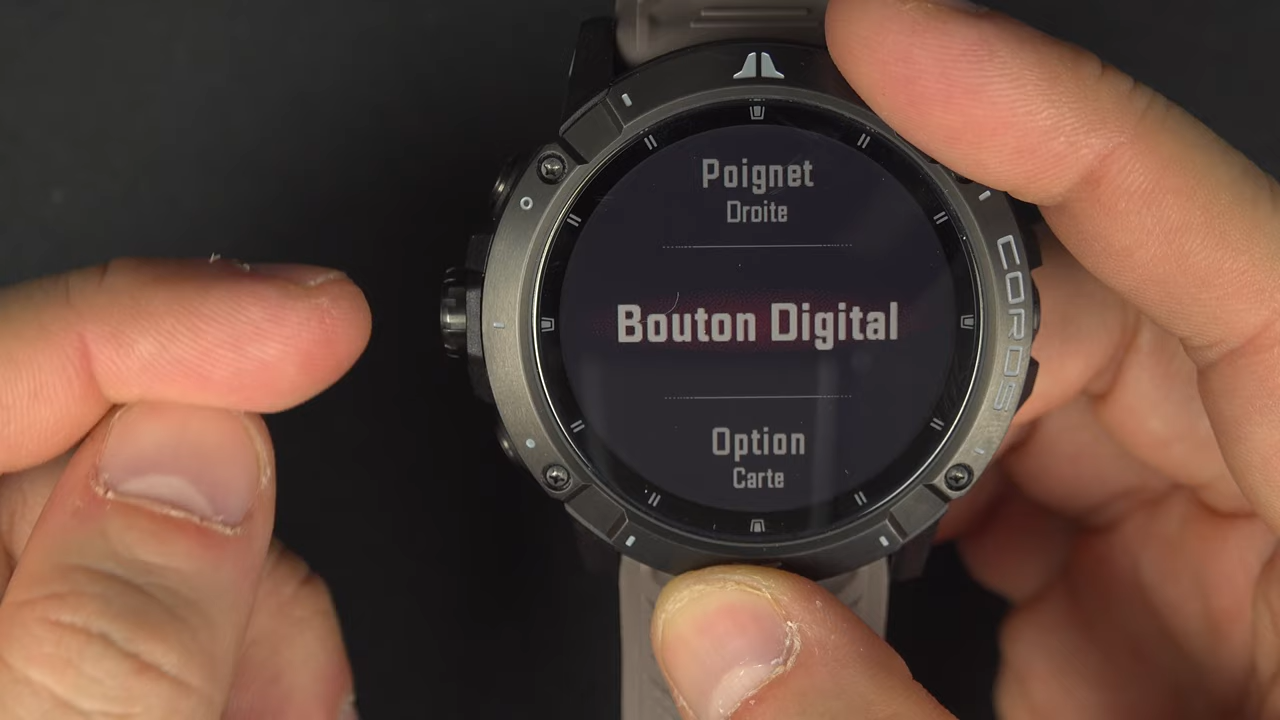 Poignet
Droite
Bouton Digital
Option
Carte
COROS